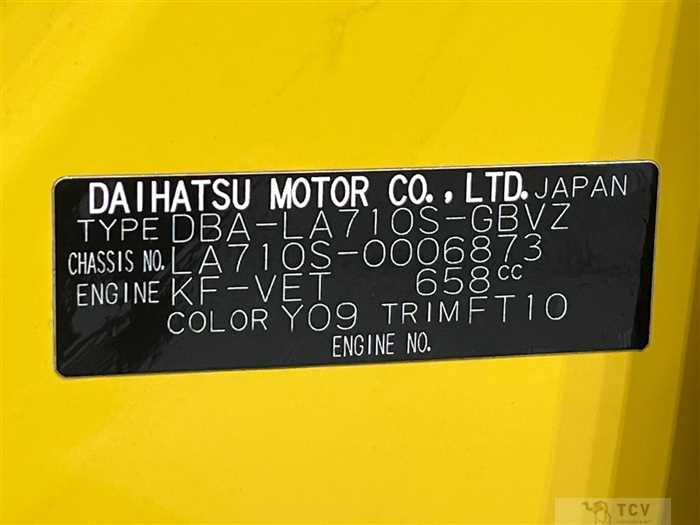 DAIHATSU MOTOR CO., LTD. JAPAN
TYPE DBA-LA710S-GBVZ
CHASSIS NO. LA710S-0006873
ENGINE KF-VET 658cc
COLOR Y09 TRIM FT10
ENGINE NO.
TCV